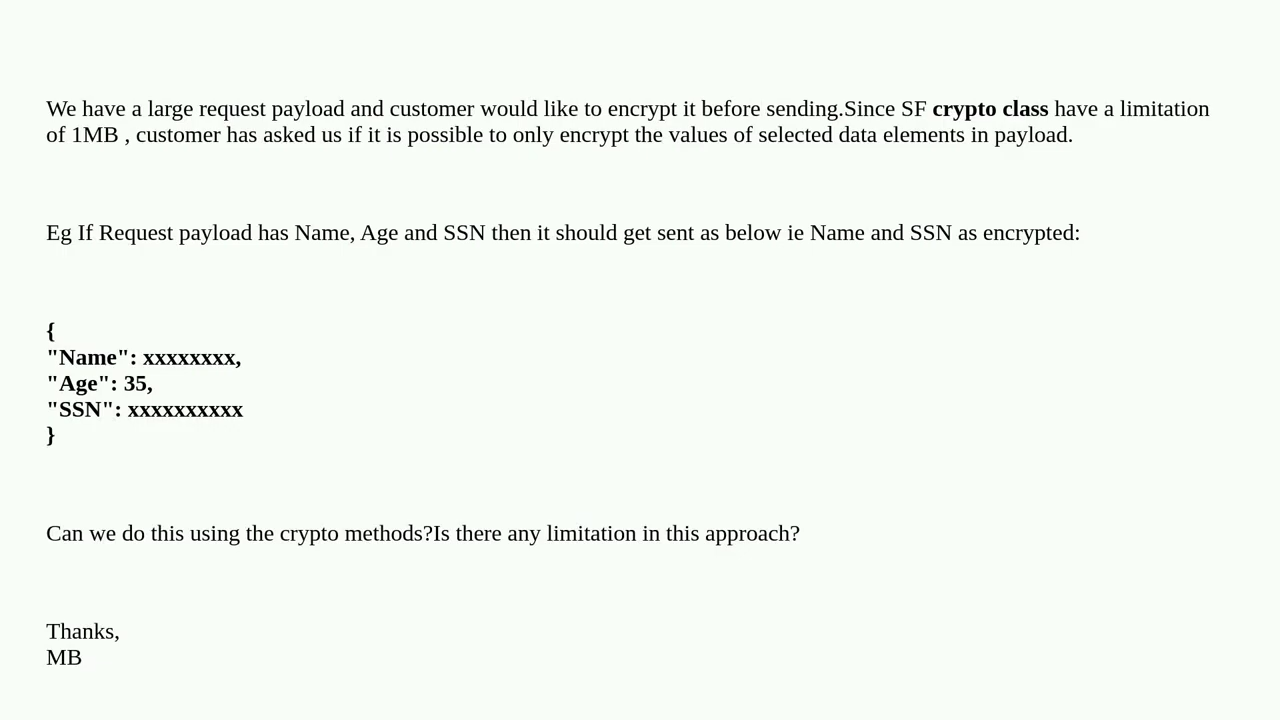 We have a large request payload and customer would like to encrypt it before sending.Since SF crypto class have a limitation
of 1MB , customer has asked us if it is possible to only encrypt the values of selected data elements in payload.
Eg If Request payload has Name, Age and SSN then it should get sent as below ie Name and SSN as encrypted:
{
"Name": xxxxxxxx,
"Age": 35,
"SSN": xxxxxxxxxx
}
Can we do this using the crypto methods?Is there any limitation in this approach?
Thanks,
MB